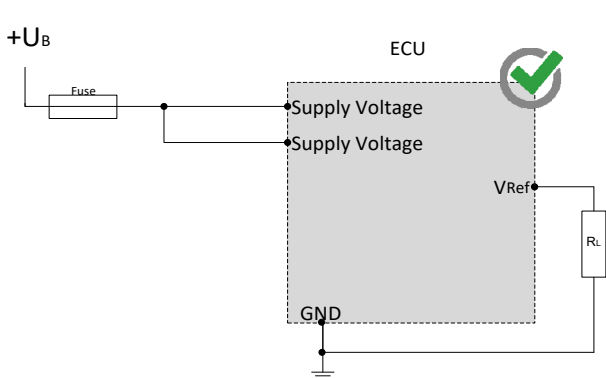 +UB
ECU
Fuse
Supply Voltage
Supply Voltage
VRef
RL
GND